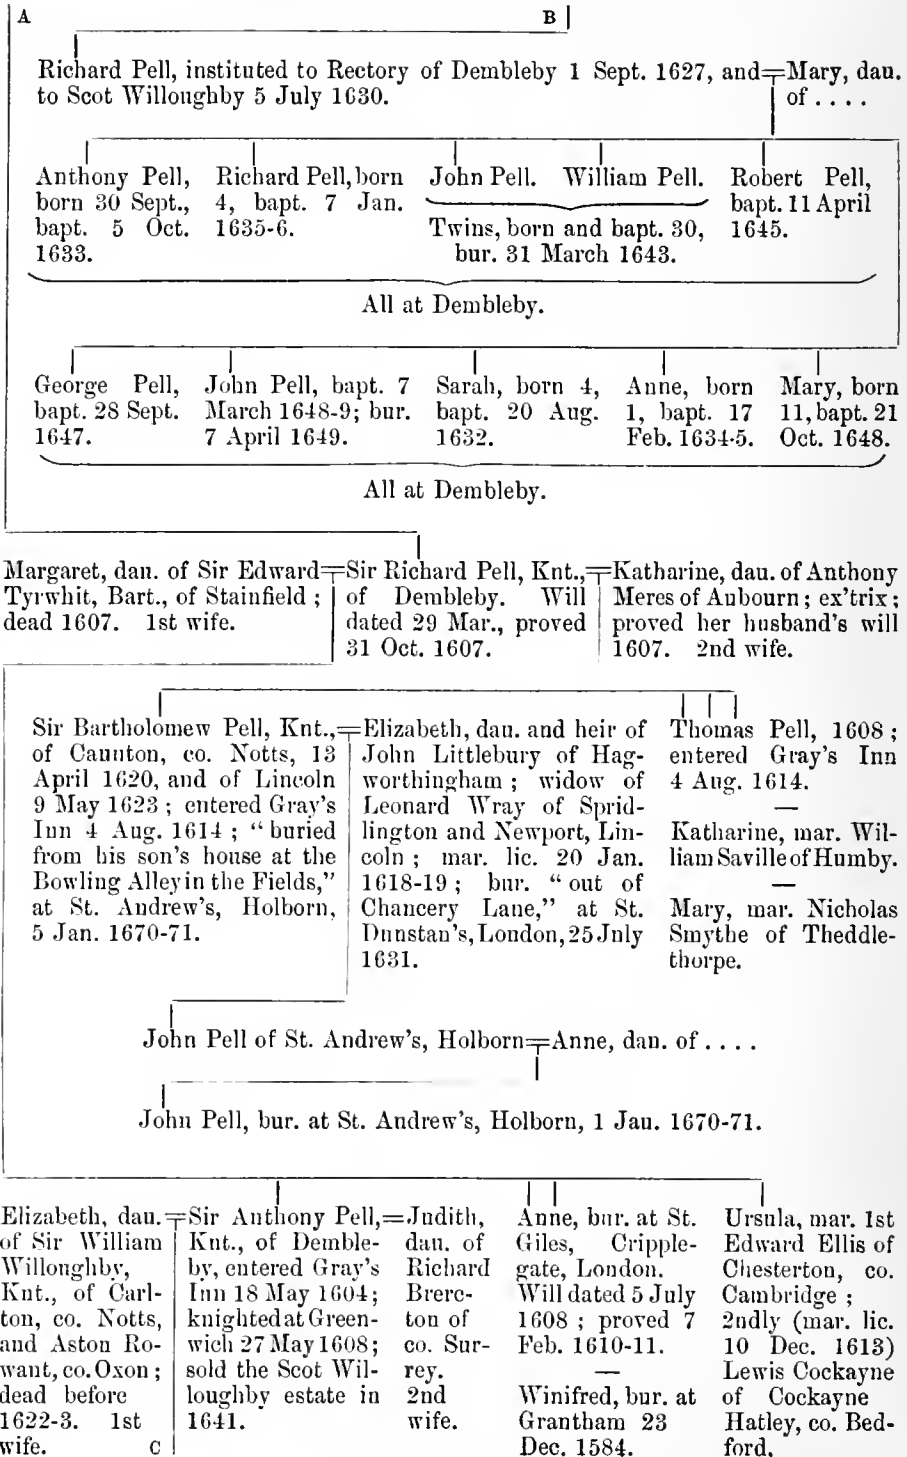 A B
Richard Pell, instituted to Rectory of Dembleby 1 Sept. 1627, and=Mary, dau.
to Scot Willoughby 5 July 1630. of . . . .
Anthony Pell,
born 30 Sept.,
bapt. 5 Oct.
1633.
Richard Pell, born
4, bapt. 7 Jan.
1635-6.
John Pell. William Pell.
Twins, born and bapt. 30,
bur. 31 March 1643.
Robert Pell,
bapt. 11 April
1645.
All at Dembleby.
George Pell,
bapt. 28 Sept.
1647.
John Pell, bapt. 7
March 1648-9; bur.
7 April 1649.
Sarah, born 4,
bapt. 20 Aug.
1632.
Anne, born
1, bapt. 17
Feb. 1634-5.
Mary, born
11, bapt. 21
Oct. 1648.
All at Dembleby.
Margaret, dau. of Sir Edward=
Tyrwhit, Bart., of Stainfield ;
dead 1607. 1st wife.
Sir Richard Pell, Knt.,=
of Dembleby. Will
dated 29 Mar., proved
31 Oct. 1607.
Katharine, dau. of Anthony
Meres of Aubourn ; ex'trix ;
proved her husband's will
1607. 2nd wife.
Sir Bartholomew Pell, Knt.,=
of Caunton, co. Notts, 13
April 1620, and of Lincoln
9 May 1623 ; entered Gray's
Inn 4 Aug. 1614 ; "buried
from his son's house at the
Bowling Alley in the Fields,"
at St. Andrew's, Holborn,
5 Jan. 1670-71.
Elizabeth, dau. and heir of
John Littlebury of Hag-
worthingham ; widow of
Leonard Wray of Sprid-
lington and Newport, Lin-
coln ; mar. lic. 20 Jan.
1618-19 ; bur. "out of
Chancery Lane," at St.
Dunstan's, London, 25 July
1631.
Thomas Pell, 1608 ;
entered Gray's Inn
4 Aug. 1614.
—
Katharine, mar. Wil-
liam Saville of Humby.
—
Mary, mar. Nicholas
Smythe of Theddle-
thorpe.
John Pell of St. Andrew's, Holborn=Anne, dau. of . . . .
John Pell, bur. at St. Andrew's, Holborn, 1 Jan. 1670-71.
Elizabeth, dau.=
of Sir William
Willoughby,
Knt., of Carl-
ton, co. Notts,
and Aston Ro-
want, co. Oxon ;
dead before
1622-3. 1st
wife. C
Sir Anthony Pell,=
Knt., of Demble-
by, entered Gray's
Inn 18 May 1604;
knighted at Green-
wich 27 May 1608;
sold the Scot Wil-
loughby estate in
1641.
Judith,
dau. of
Richard
Brere-
ton of
co. Sur-
rey.
2nd
wife.
Anne, bur. at St.
Giles, Cripple-
gate, London.
Will dated 5 July
1608 ; proved 7
Feb. 1610-11.
—
Winifred, bur. at
Grantham 23
Dec. 1584.
Ursula, mar. 1st
Edward Ellis of
Chesterton, co.
Cambridge ;
2ndly (mar. lic.
10 Dec. 1613)
Lewis Cockayne
of Cockayne
Hatley, co. Bed-
ford.